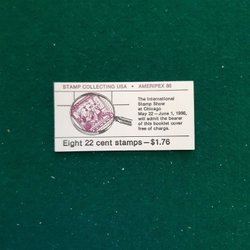 STAMP COLLECTING USA • AMERIPEX 86
The International
Stamp Show
at Chicago
May 22 – June 1, 1986,
will admit the bearer
of this booklet cover
free of charge.
Eight 22 cent stamps—$1.76